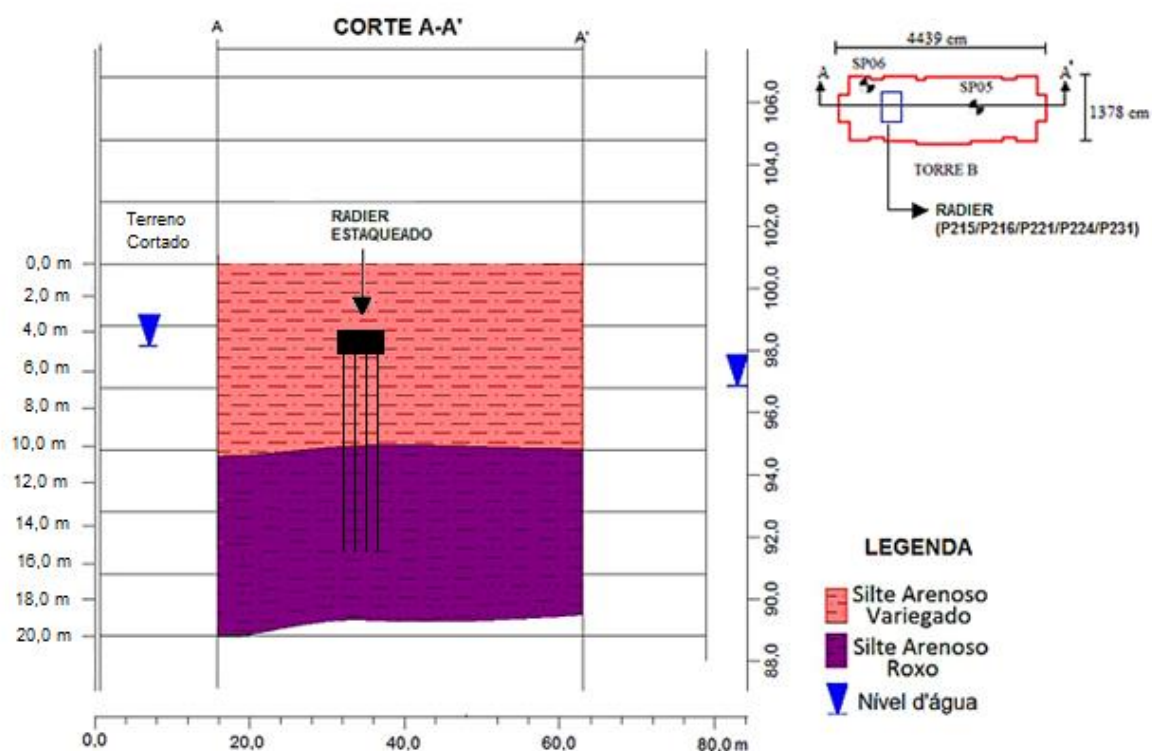 CORTE A-A'
A
A'
Terreno
Cortado
RADIER
ESTAQUEADO
0,0 m
2,0 m
4,0 m
6,0 m
8,0 m
10,0 m
12,0 m
14,0 m
16,0 m
18,0 m
20,0 m
0,0
20,0
40,0
60,0
80,0 m
106,0
104,0
102,0
100,0
98,0
96,0
94,0
92,0
90,0
88,0
4439 cm
SP06
A
SP05
A'
1378 cm
TORRE B
RADIER
(P215/P216/P221/P224/P231)
LEGENDA
Silte Arenoso
Variegado
Silte Arenoso
Roxo
Nível d'água